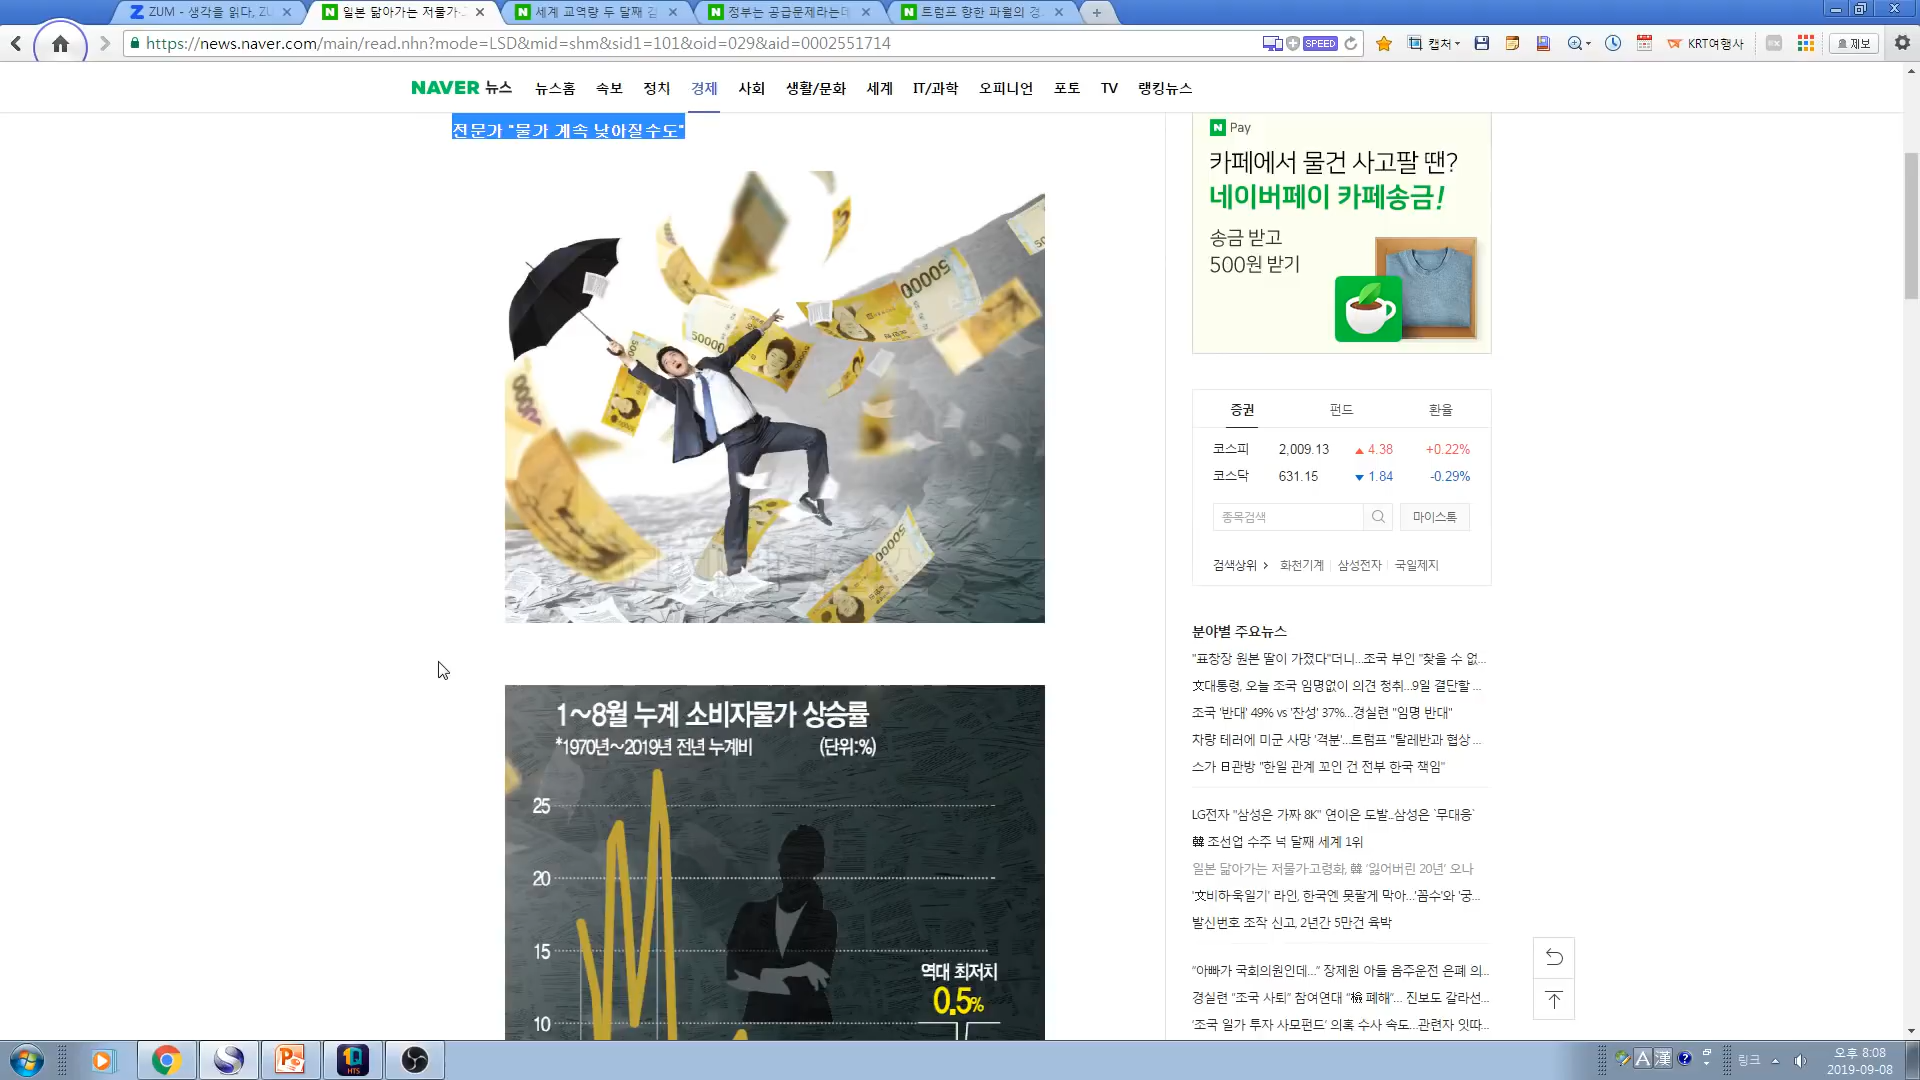 ZUM - 생각을 읽다, ZU
일본 닮아가는 저물가·
세계 교역량 두 달째 감
정부는 공급문제라는데
트럼프 향한 파월의 경
https://news.naver.com/main/read.nhn?mode=LSD&mid=shm&sid1=101&oid=029&aid=0002551714
SPEED
캡처
KRT여행사
제보
NAVER 뉴스 뉴스홈 속보 정치 경제 사회 생활/문화 세계 IT/과학 오피니언 포토 TV 랭킹뉴스
전문가 "물가 계속 낮아질수도"
N Pay
카페에서 물건 사고팔 땐?
네이버페이 카페송금!
송금 받고
500원 받기
50000
50000
50000
증권 펀드 환율
코스피 2,009.13 ▲ 4.38 +0.22%
코스닥 631.15 ▼ 1.84 -0.29%
종목검색 마이스톡
검색상위 화천기계 삼성전자 국일제지
분야별 주요뉴스
"표창장 원본 딸이 가졌다"더니...조국 부인 "찾을 수 없...
文대통령, 오늘 조국 임명없이 의견 청취...9일 결단할 ...
조국 '반대' 49% vs '찬성' 37%...경실련 "임명 반대"
차량 테러에 미군 사망 '격분'...트럼프 "탈레반과 협상 ...
스가 日관방 "한일 관계 꼬인 건 전부 한국 책임"
LG전자 "삼성은 가짜 8K" 연이은 도발...삼성은 `무대응`
韓 조선업 수주 넉 달째 세계 1위
일본 닮아가는 저물가·고령화, 韓 '잃어버린 20년' 오나
'文비하·욱일기' 라인, 한국엔 못팔게 막아...'꼼수'와 '궁...
발신번호 조작 신고, 2년간 5만건 육박
"아빠가 국회의원인데..." 장제원 아들 음주운전 은폐 의...
경실련 "조국 사퇴" 참여연대 "檢 폐해"... 진보도 갈라선...
'조국 일가 투자 사모펀드' 의혹 수사 속도...관련자 잇따...
1~8월 누계 소비자물가 상승률
*1970년~2019년 전년 누계비 (단위:%)
25
20
15
10
역대 최저치
0.5%
HTS
A 漢
링크
오후 8:08
2019-09-08